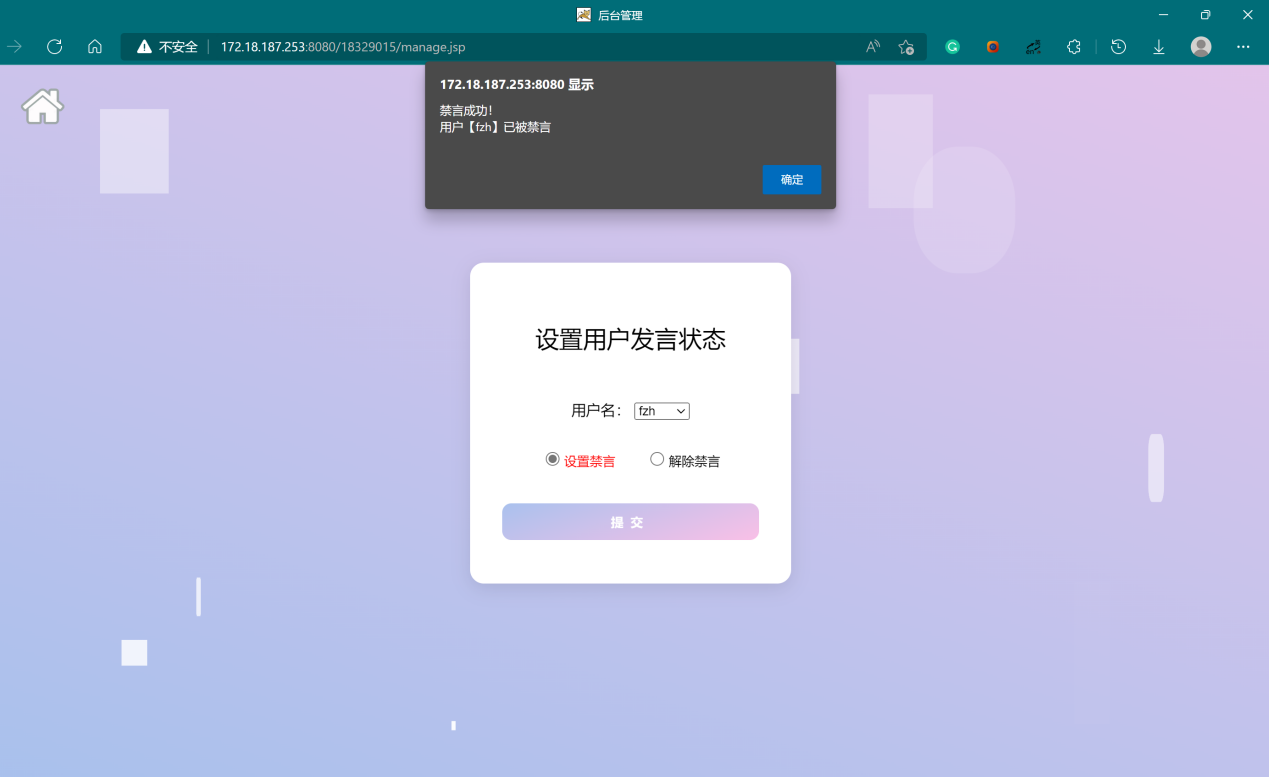 后台管理
不安全 | 172.18.187.253:8080/18329015/manage.jsp
172.18.187.253:8080 显示
禁言成功!
用户【fzh】已被禁言
确定
设置用户发言状态
用户名: fzh
设置禁言 解除禁言
提 交